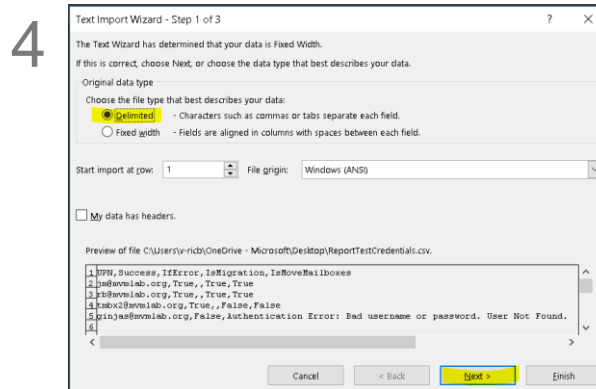 4
Text Import Wizard - Step 1 of 3
The Text Wizard has determined that your data is Fixed Width.
If this is correct, choose Next, or choose the data type that best describes your data.
Original data type
Choose the file type that best describes your data:
Delimited - Characters such as commas or tabs separate each field.
Fixed width - Fields are aligned in columns with spaces between each field.
Start import at row: 1 File origin: Windows (ANSI)
My data has headers.
Preview of file C:\Users\v-ricb\OneDrive - Microsoft\Desktop\ReportTestCredentials.csv.
1 UPN,Success,IfError,IsMigration,IsMoveMailboxes
2 jm@mvmlab.org,True,,True,True
3 rb@mvmlab.org,True,,True,True
4 tmbx2@mvmlab.org,True,,False,False
5 ginjas@mvmlab.org,False,Authentication Error: Bad username or password. User Not Found.
6
Cancel < Back Next > Finish